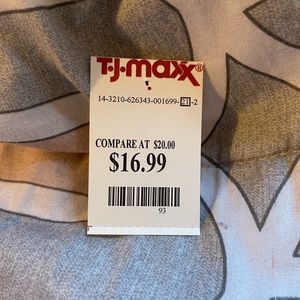 T·J·maxx®
14-3210-626343-001699-21-2
COMPARE AT $20.00
$16.99
93